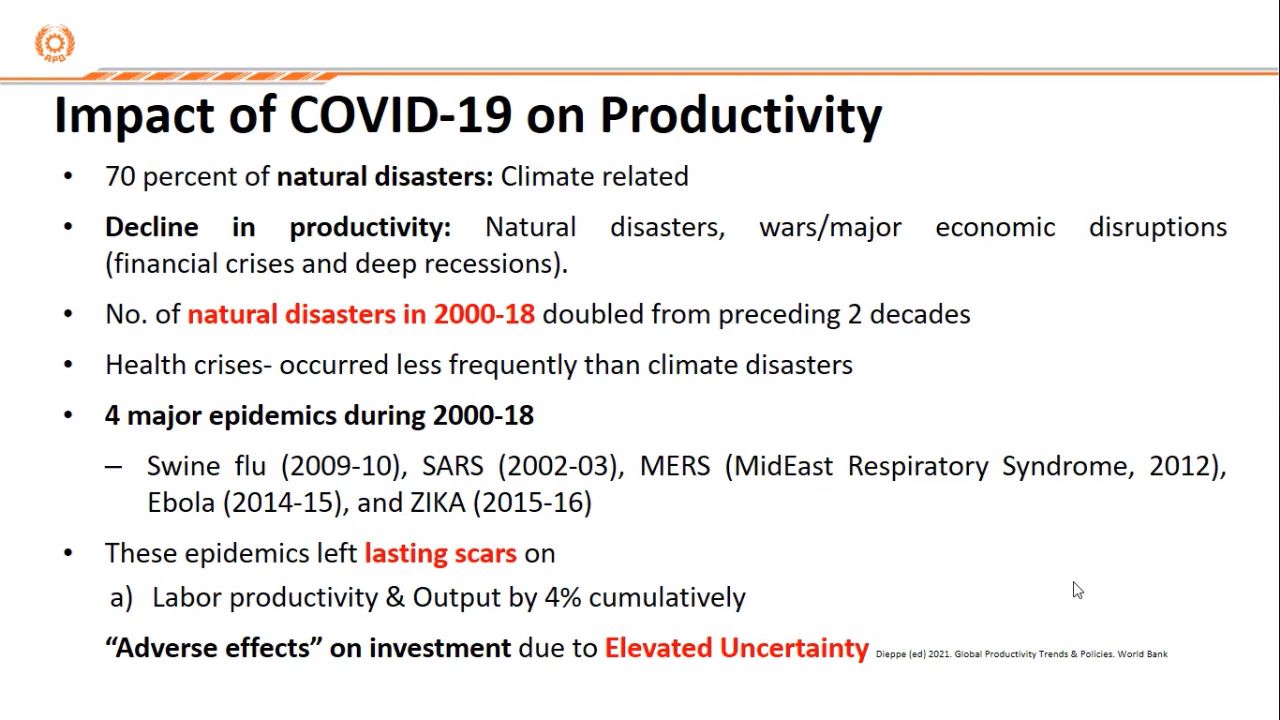 APO
Impact of COVID-19 on Productivity
• 70 percent of natural disasters: Climate related
• Decline in productivity: Natural disasters, wars/major economic disruptions
(financial crises and deep recessions).
• No. of natural disasters in 2000-18 doubled from preceding 2 decades
• Health crises- occurred less frequently than climate disasters
• 4 major epidemics during 2000-18
– Swine flu (2009-10), SARS (2002-03), MERS (MidEast Respiratory Syndrome, 2012),
Ebola (2014-15), and ZIKA (2015-16)
• These epidemics left lasting scars on
a) Labor productivity & Output by 4% cumulatively
“Adverse effects” on investment due to Elevated Uncertainty Dieppe (ed) 2021. Global Productivity Trends & Policies. World Bank